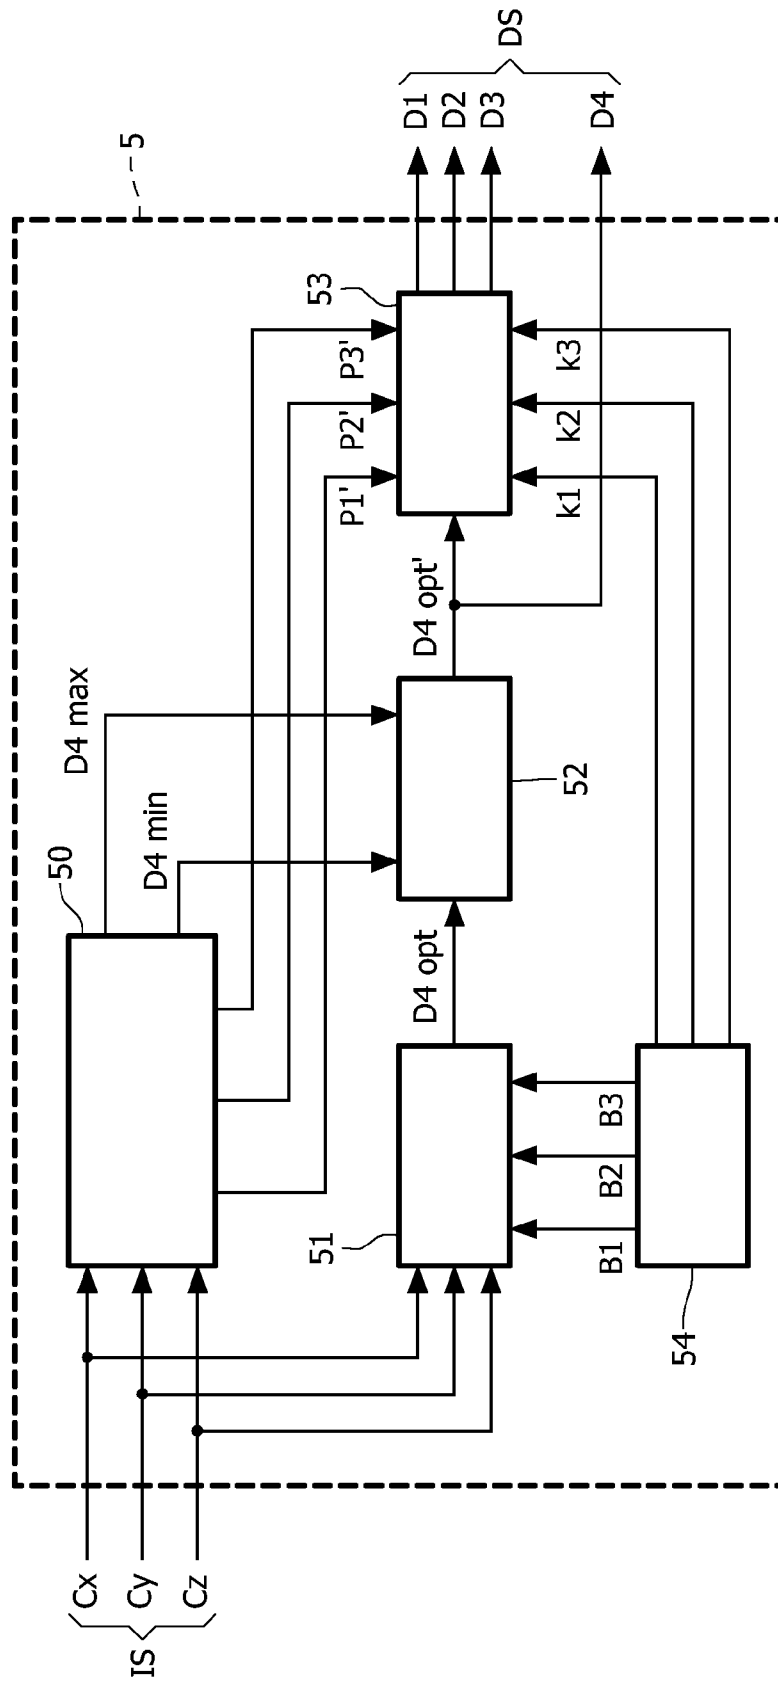 5
IS
Cx
Cy
Cz
50
D4 max
D4 min
P1'
P2'
P3'
53
D1
D2
D3
D4
DS
51
D4 opt
52
D4 opt'
B1
B2
B3
54
k1
k2
k3